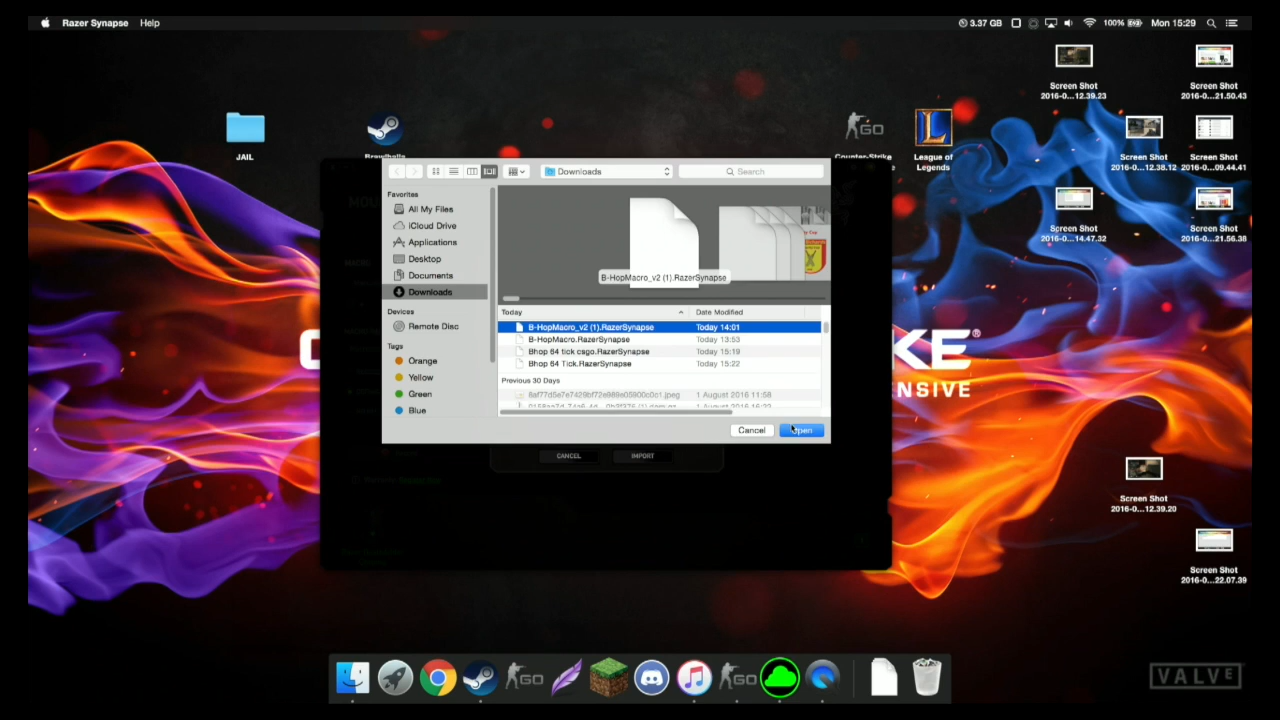 Razer Synapse Help
3.37 GB 100% Mon 15:29
JAIL
GO
Screen Shot
2016-0...12.39.23
Screen Shot
2016-0...21.50.43
League of
Legends
Screen Shot
2016-0...12.38.12
Screen Shot
2016-0...09.44.41
Screen Shot
2016-0...14.47.32
Screen Shot
2016-0...21.56.38
Downloads
Search
Favorites
All My Files
iCloud Drive
Applications
Desktop
Documents
Downloads
Devices
Remote Disc
Tags
Orange
Yellow
Green
Blue
B-HopMacro_v2 (1).RazerSynapse
Today Date Modified
B-HopMacro_v2 (1).RazerSynapse Today 14:01
B-HopMacro.RazerSynapse Today 13:53
Bhop 64 tick csgo.RazerSynapse Today 15:19
Bhop 64 Tick.RazerSynapse Today 15:22
Previous 30 Days
1 August 2016 11:58
Cancel Open
CANCEL IMPORT
KE®
NSIVE
Screen Shot
2016-0...12.39.20
Screen Shot
2016-0...22.07.39
GO
GO
VALVE